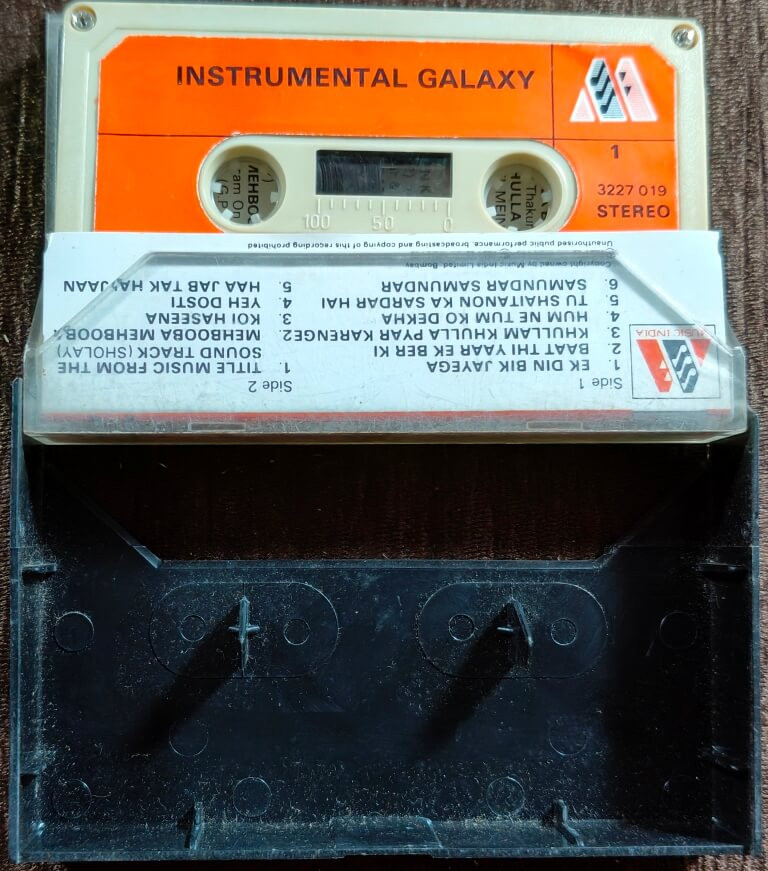 INSTRUMENTAL GALAXY
1
3227 019
STEREO
100 50 0
MUSIC INDIA
Side 1
1. EK DIN BIK JAYEGA
2. BAAT THI YAAR EK BER KI
3. KHULLAM KHULLA PYAR KARENGE
4. HUM NE TUM KO DEKHA
5. TU SHAITANON KA SARDAR HAI
6. SAMUNDAR SAMUNDAR
Side 2
1. TITLE MUSIC FROM THE
SOUND TRACK (SHOLAY)
2. MEHBOOBA MEHBOOBA
3. KOI HASEENA
4. YEH DOSTI
5. HAA JAB TAK HAI JAAN
Copyright owned by Music India Limited, Bombay
Unauthorised public performance, broadcasting and copying of this recording prohibited